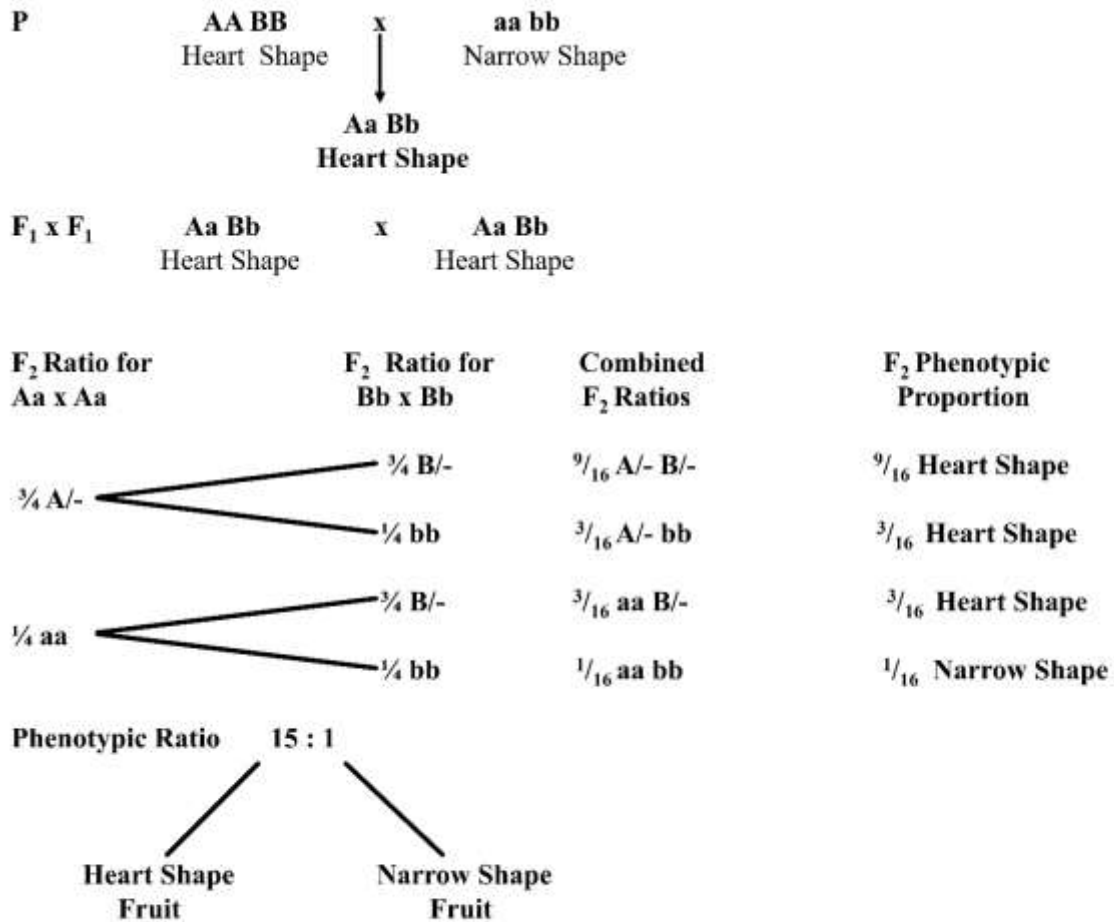 P AA BB x aa bb
Heart Shape Narrow Shape
Aa Bb
Heart Shape
F₁ x F₁ Aa Bb x Aa Bb
Heart Shape Heart Shape
F₂ Ratio for F₂ Ratio for Combined F₂ Phenotypic
Aa x Aa Bb x Bb F₂ Ratios Proportion
¾ B/- ⁹/₁₆ A/- B/- ⁹/₁₆ Heart Shape
¾ A/-
¼ bb ³/₁₆ A/- bb ³/₁₆ Heart Shape
¾ B/- ³/₁₆ aa B/- ³/₁₆ Heart Shape
¼ aa
¼ bb ¹/₁₆ aa bb ¹/₁₆ Narrow Shape
Phenotypic Ratio 15 : 1
Heart Shape Narrow Shape
Fruit Fruit